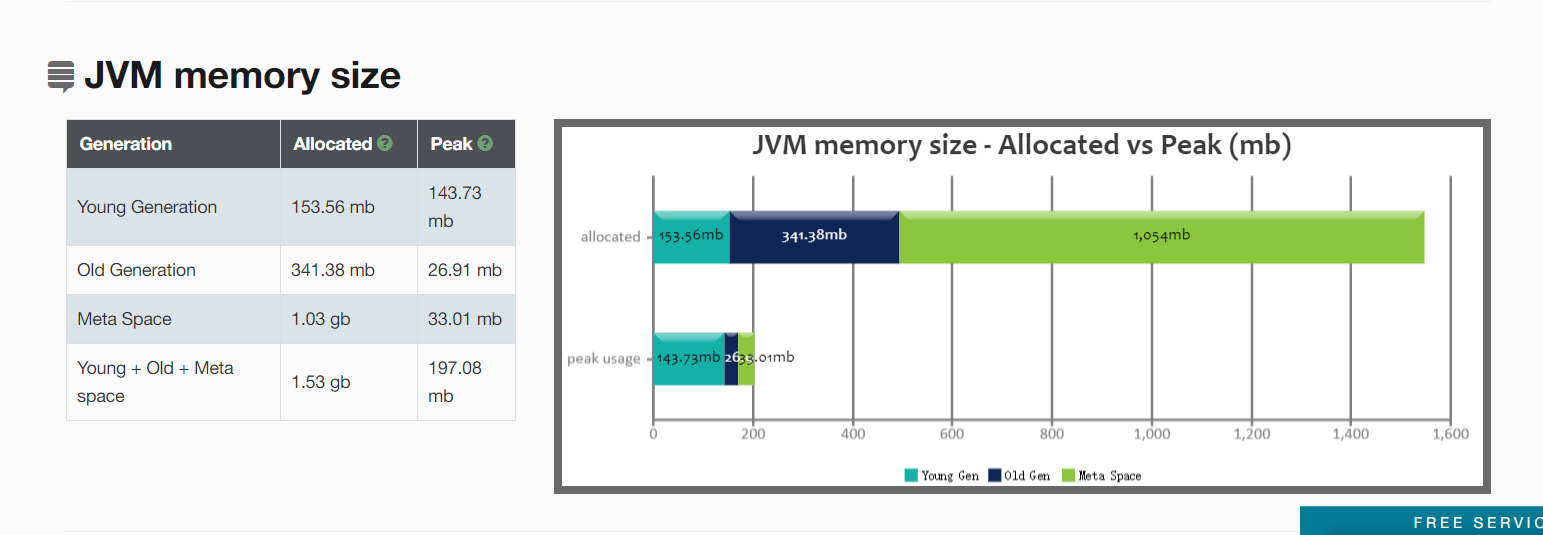 JVM memory size
Generation Allocated ? Peak ?
Young Generation 153.56 mb 143.73 mb
Old Generation 341.38 mb 26.91 mb
Meta Space 1.03 gb 33.01 mb
Young + Old + Meta space 1.53 gb 197.08 mb
JVM memory size - Allocated vs Peak (mb)
allocated 153.56mb 341.38mb 1,054mb
peak usage 143.73mb 26 33.01mb
0 200 400 600 800 1,000 1,200 1,400 1,600
Young Gen Old Gen Meta Space
FREE SERVIC